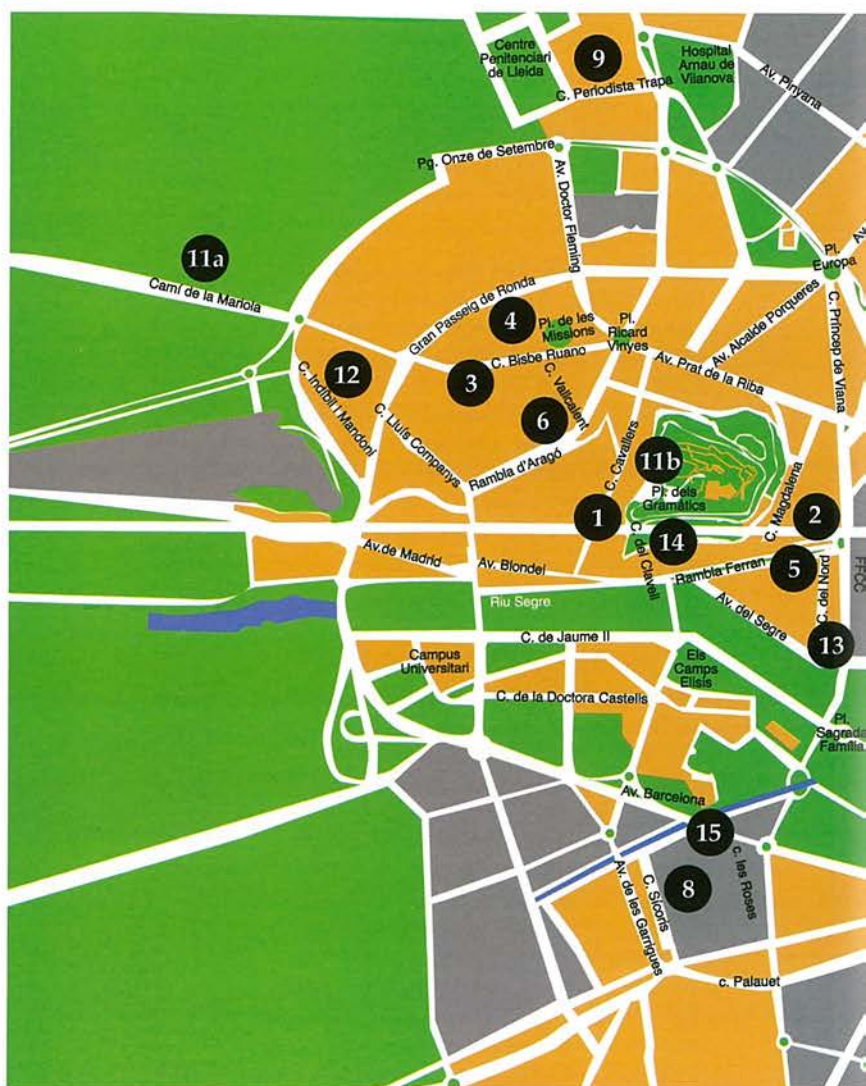 Centre
Penitenciari
de Lleida
9
Hospital
Arnau de
Vilanova
Av. Pinyana
C. Periodista Trapa
Pg. Onze de Setembre
Av. Doctor Fleming
11a
Camí de la Mariola
Pl.
Europa
Av.
Gran Passeig de Ronda
4
Pl. de les
Missions
Pl.
Ricard
Vinyes
Av. Alcalde Porqueres
C. Príncep de Viana
12
3
C. Bisbe Ruano
Av. Prat de la Riba
C. Indíbil i Mandoni
C. Lluís Companys
C. Vallcalent
6
Rambla d'Aragó
C. Cavallers
11b
Pl. dels
Gramàtics
C. Magdalena
1
C. del Clavell
14
2
Av.de Madrid
Av. Blondel
Rambla Ferran
5
C. del Nord
FFCC
Riu Segre
Av. del Segre
13
C. de Jaume II
Campus
Universitari
Els
Camps
Elisis
C. de la Doctora Castells
Pl.
Sagrada
Família
Av. Barcelona
15
c. les Roses
8
C. Sícoris
Av. de les Garrigues
c. Palauet